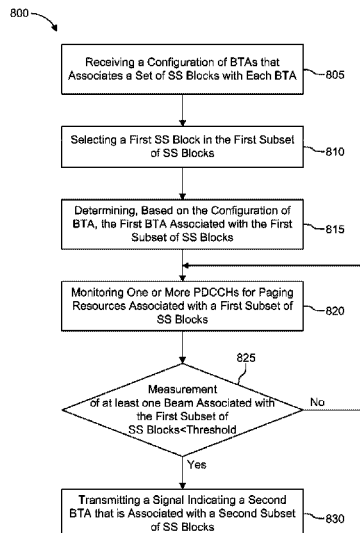 800
Receiving a Configuration of BTAs that
Associates a Set of SS Blocks with Each BTA
805
Selecting a First SS Block in the First Subset
of SS Blocks
810
Determining, Based on the Configuration of
BTA, the First BTA Associated with the First
Subset of SS Blocks
815
Monitoring One or More PDCCHs for Paging
Resources Associated with a First Subset of
SS Blocks
820
825
Measurement
of at least one Beam Associated with
the First Subset of
SS Blocks<Threshold
No
Yes
Transmitting a Signal Indicating a Second
BTA that is Associated with a Second Subset
of SS Blocks
830